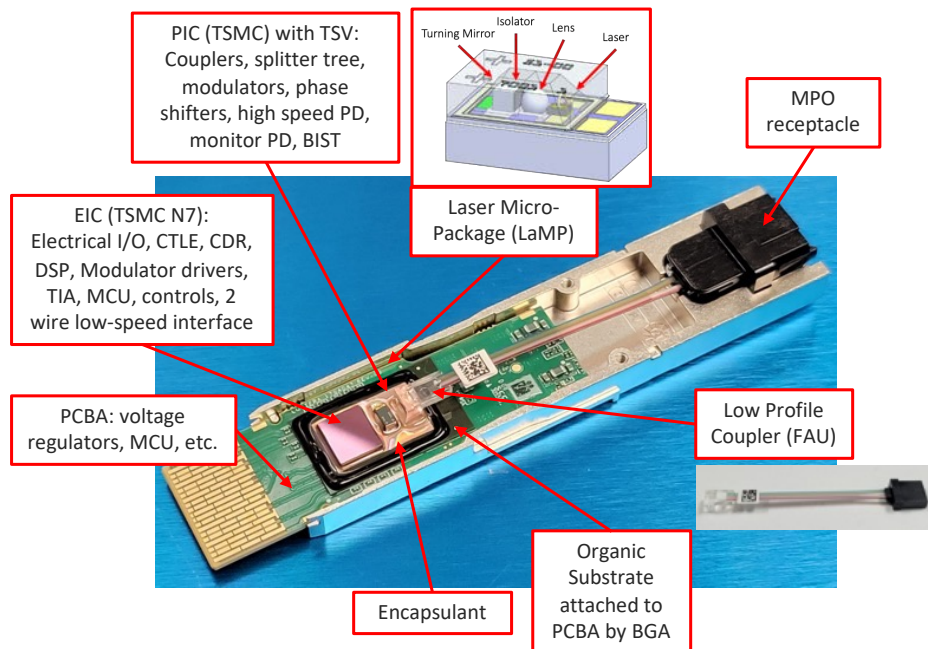 PIC (TSMC) with TSV:
Couplers, splitter tree,
modulators, phase
shifters, high speed PD,
monitor PD, BIST
Isolator
Turning Mirror
Lens
Laser
MPO
receptacle
EIC (TSMC N7):
Electrical I/O, CTLE, CDR,
DSP, Modulator drivers,
TIA, MCU, controls, 2
wire low-speed interface
Laser Micro-
Package (LaMP)
PCBA: voltage
regulators, MCU, etc.
Low Profile
Coupler (FAU)
Encapsulant
Organic
Substrate
attached to
PCBA by BGA